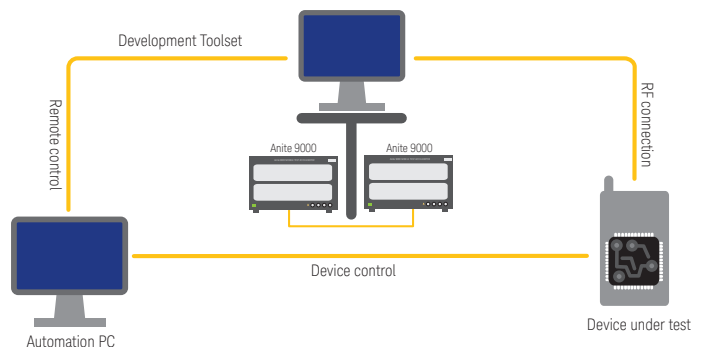 Development Toolset
Remote control
RF connection
Anite 9000
Anite 9000
Device control
Device under test
Automation PC